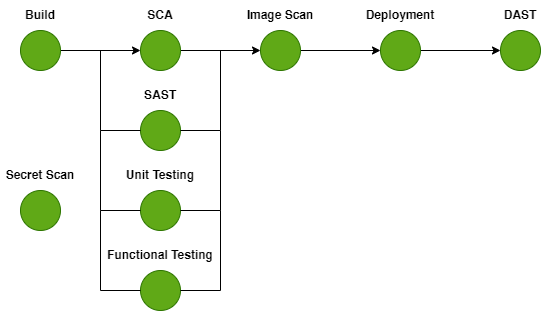 Build
SCA
Image Scan
Deployment
DAST
SAST
Secret Scan
Unit Testing
Functional Testing